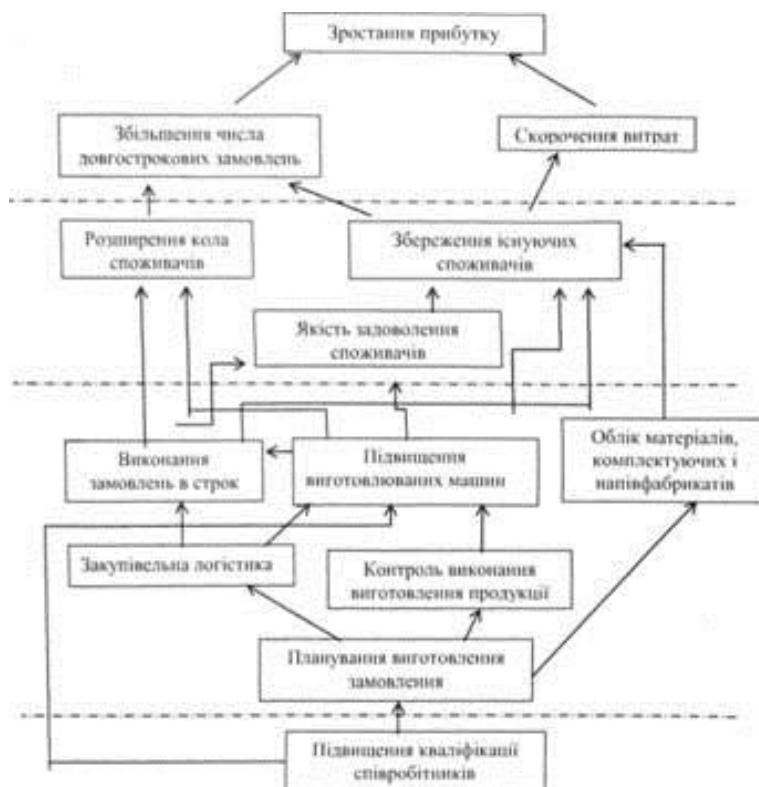 Зростання прибутку
Збільшення числа
довгострокових замовлень
Скорочення витрат
Розширення кола
споживачів
Збереження існуючих
споживачів
Якість задоволення
споживачів
Виконання
замовлень в строк
Підвищення
виготовлюваних машин
Облік матеріалів,
комплектуючих і
напівфабрикатів
Закупівельна логістика
Контроль виконання
виготовлення продукції
Планування виготовлення
замовлення
Підвищення кваліфікації
співробітників